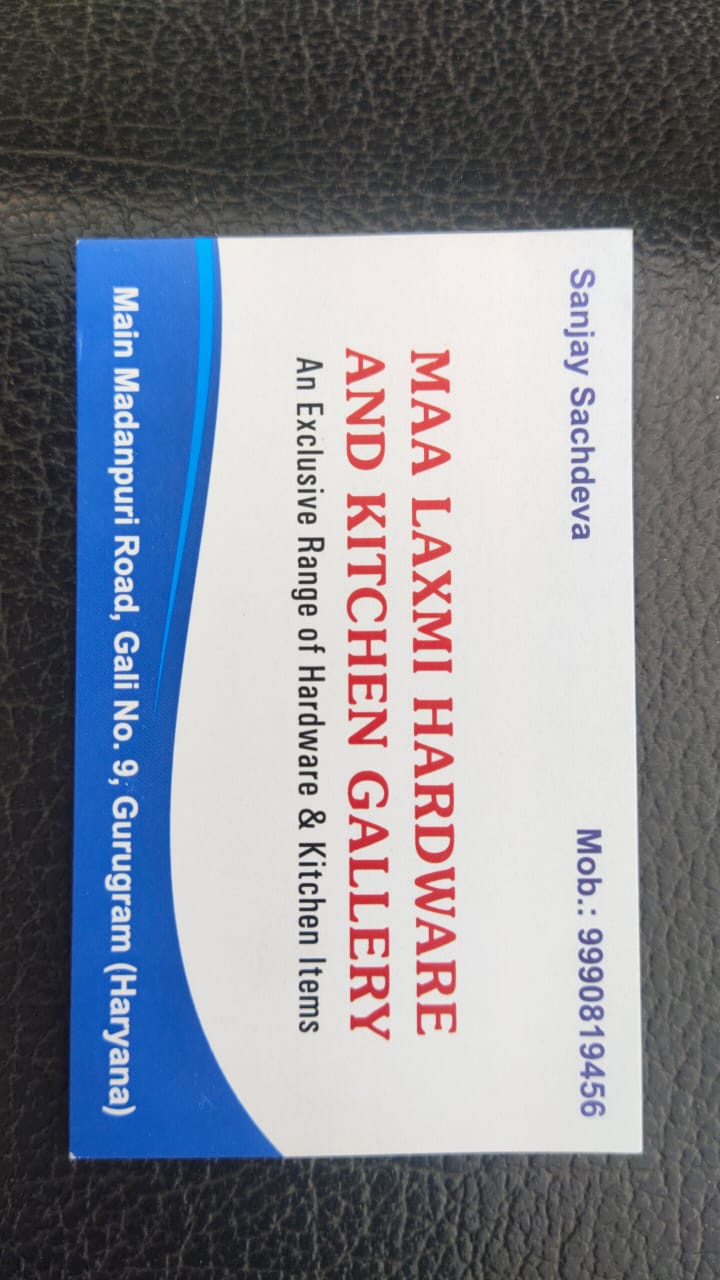 Sanjay Sachdeva
Mob.: 9990819456
MAA LAXMI HARDWARE
AND KITCHEN GALLERY
An Exclusive Range of Hardware & Kitchen Items
Main Madanpuri Road, Gali No. 9, Gurugram (Haryana)